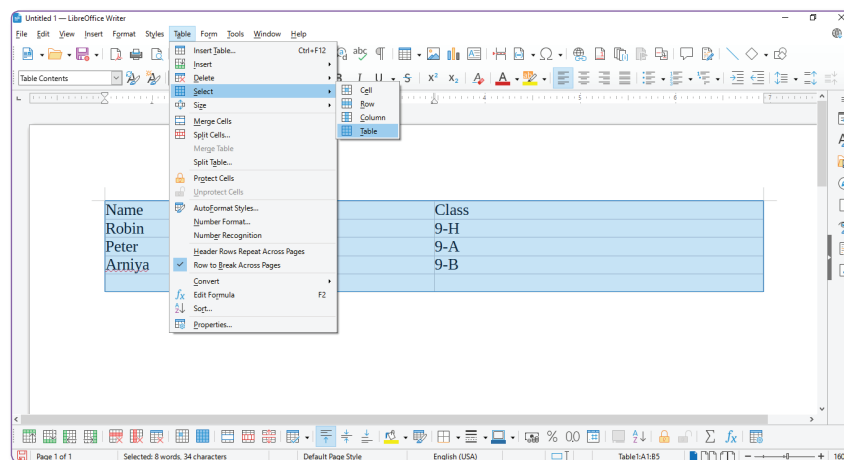 Untitled 1 — LibreOffice Writer
File Edit View Insert Format Styles Table Form Tools Window Help
Table Contents
Insert Table... Ctrl+F12
Insert
Delete
Select
Size
Merge Cells
Split Cells...
Merge Table
Split Table...
Protect Cells
Unprotect Cells
AutoFormat Styles...
Number Format...
Number Recognition
Header Rows Repeat Across Pages
Row to Break Across Pages
Convert
Edit Formula F2
Sort...
Properties...
Cell
Row
Column
Table
Name Class
Robin 9-H
Peter 9-A
Arniya 9-B
Page 1 of 1 Selected: 8 words, 34 characters Default Page Style English (USA) Table1:A1:B5 160